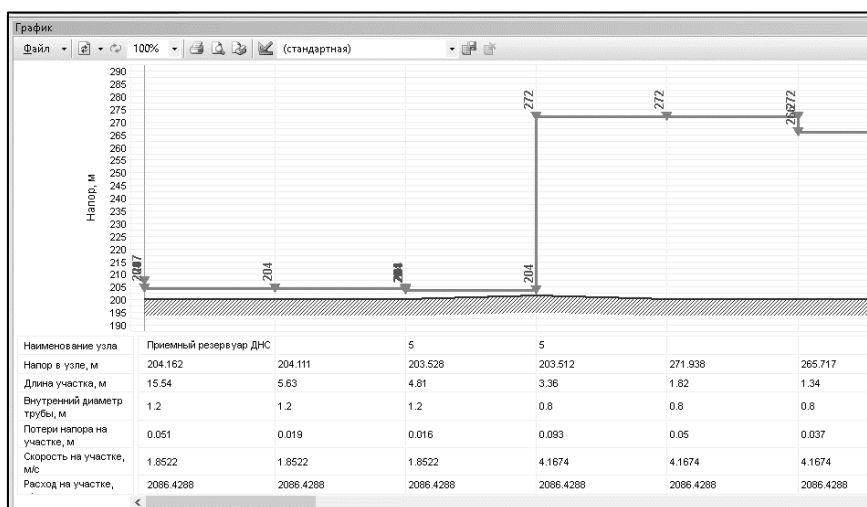 График
Файл 100% (стандартная)
290
285
280
275
270
265
260
255
250
245
240
235
230
225
220
215
210
205
200
195
190
Напор, м
204
204
272
272
272
Наименование узла Приемный резервуар ДНС 5 5
Напор в узле, м 204.162 204.111 203.528 203.512 271.938 265.717
Длина участка, м 15.54 5.63 4.81 3.36 1.82 1.34
Внутренний диаметр 1.2 1.2 1.2 0.8 0.8 0.8
трубы, м
Потери напора на 0.051 0.019 0.016 0.093 0.05 0.037
участке, м
Скорость на участке, 1.8522 1.8522 1.8522 4.1674 4.1674 4.1674
м/с
Расход на участке, 2086.4288 2086.4288 2086.4288 2086.4288 2086.4288 2086.4288